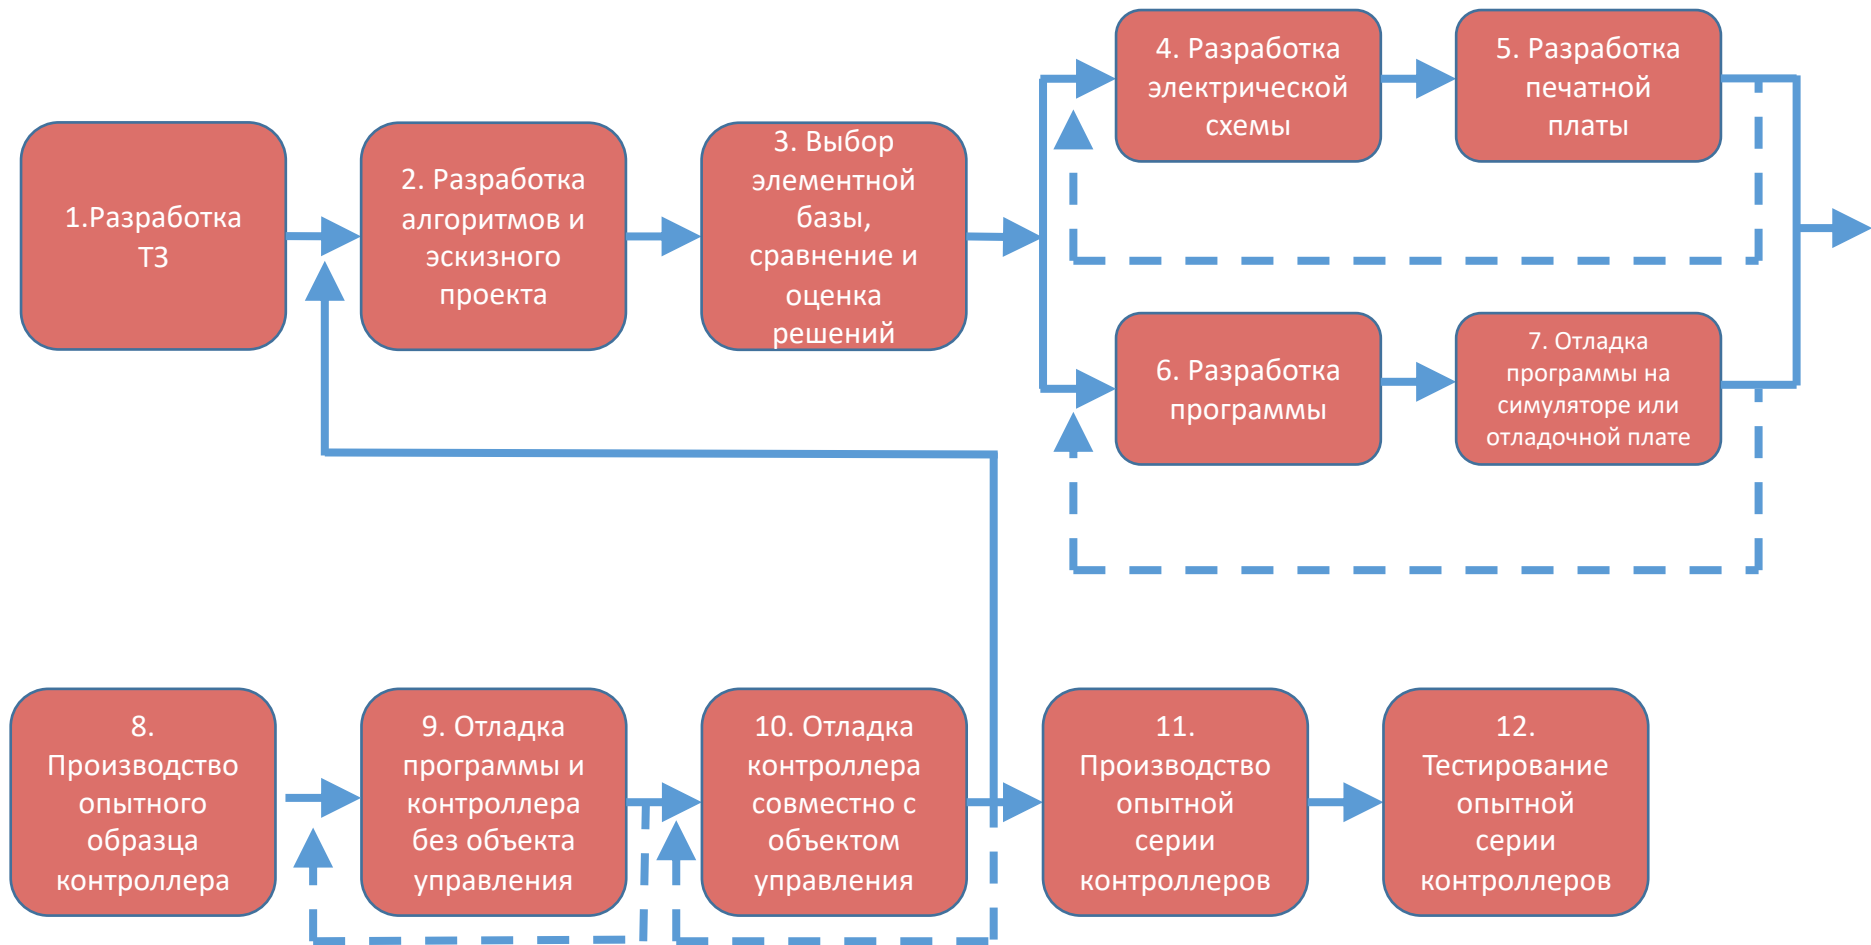 1.Разработка
ТЗ
2. Разработка
алгоритмов и
эскизного
проекта
3. Выбор
элементной
базы,
сравнение и
оценка
решений
4. Разработка
электрической
схемы
5. Разработка
печатной
платы
6. Разработка
программы
7. Отладка
программы на
симуляторе или
отладочной плате
8.
Производство
опытного
образца
контроллера
9. Отладка
программы и
контроллера
без объекта
управления
10. Отладка
контроллера
совместно с
объектом
управления
11.
Производство
опытной
серии
контроллеров
12.
Тестирование
опытной
серии
контроллеров